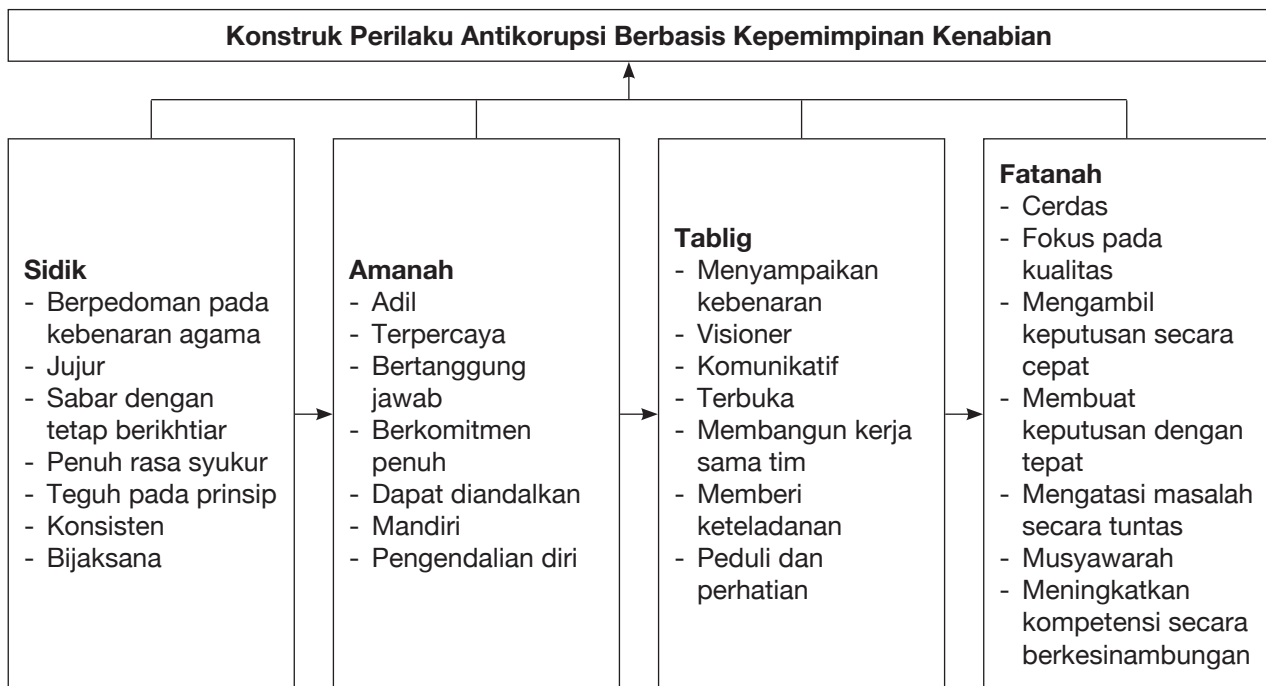 Konstruk Perilaku Antikorupsi Berbasis Kepemimpinan Kenabian
Sidik
- Berpedoman pada
kebenaran agama
- Jujur
- Sabar dengan
tetap berikhtiar
- Penuh rasa syukur
- Teguh pada prinsip
- Konsisten
- Bijaksana
Amanah
- Adil
- Terpercaya
- Bertanggung
jawab
- Berkomitmen
penuh
- Dapat diandalkan
- Mandiri
- Pengendalian diri
Tablig
- Menyampaikan
kebenaran
- Visioner
- Komunikatif
- Terbuka
- Membangun kerja
sama tim
- Memberi
keteladanan
- Peduli dan
perhatian
Fatanah
- Cerdas
- Fokus pada
kualitas
- Mengambil
keputusan secara
cepat
- Membuat
keputusan dengan
tepat
- Mengatasi masalah
secara tuntas
- Musyawarah
- Meningkatkan
kompetensi secara
berkesinambungan